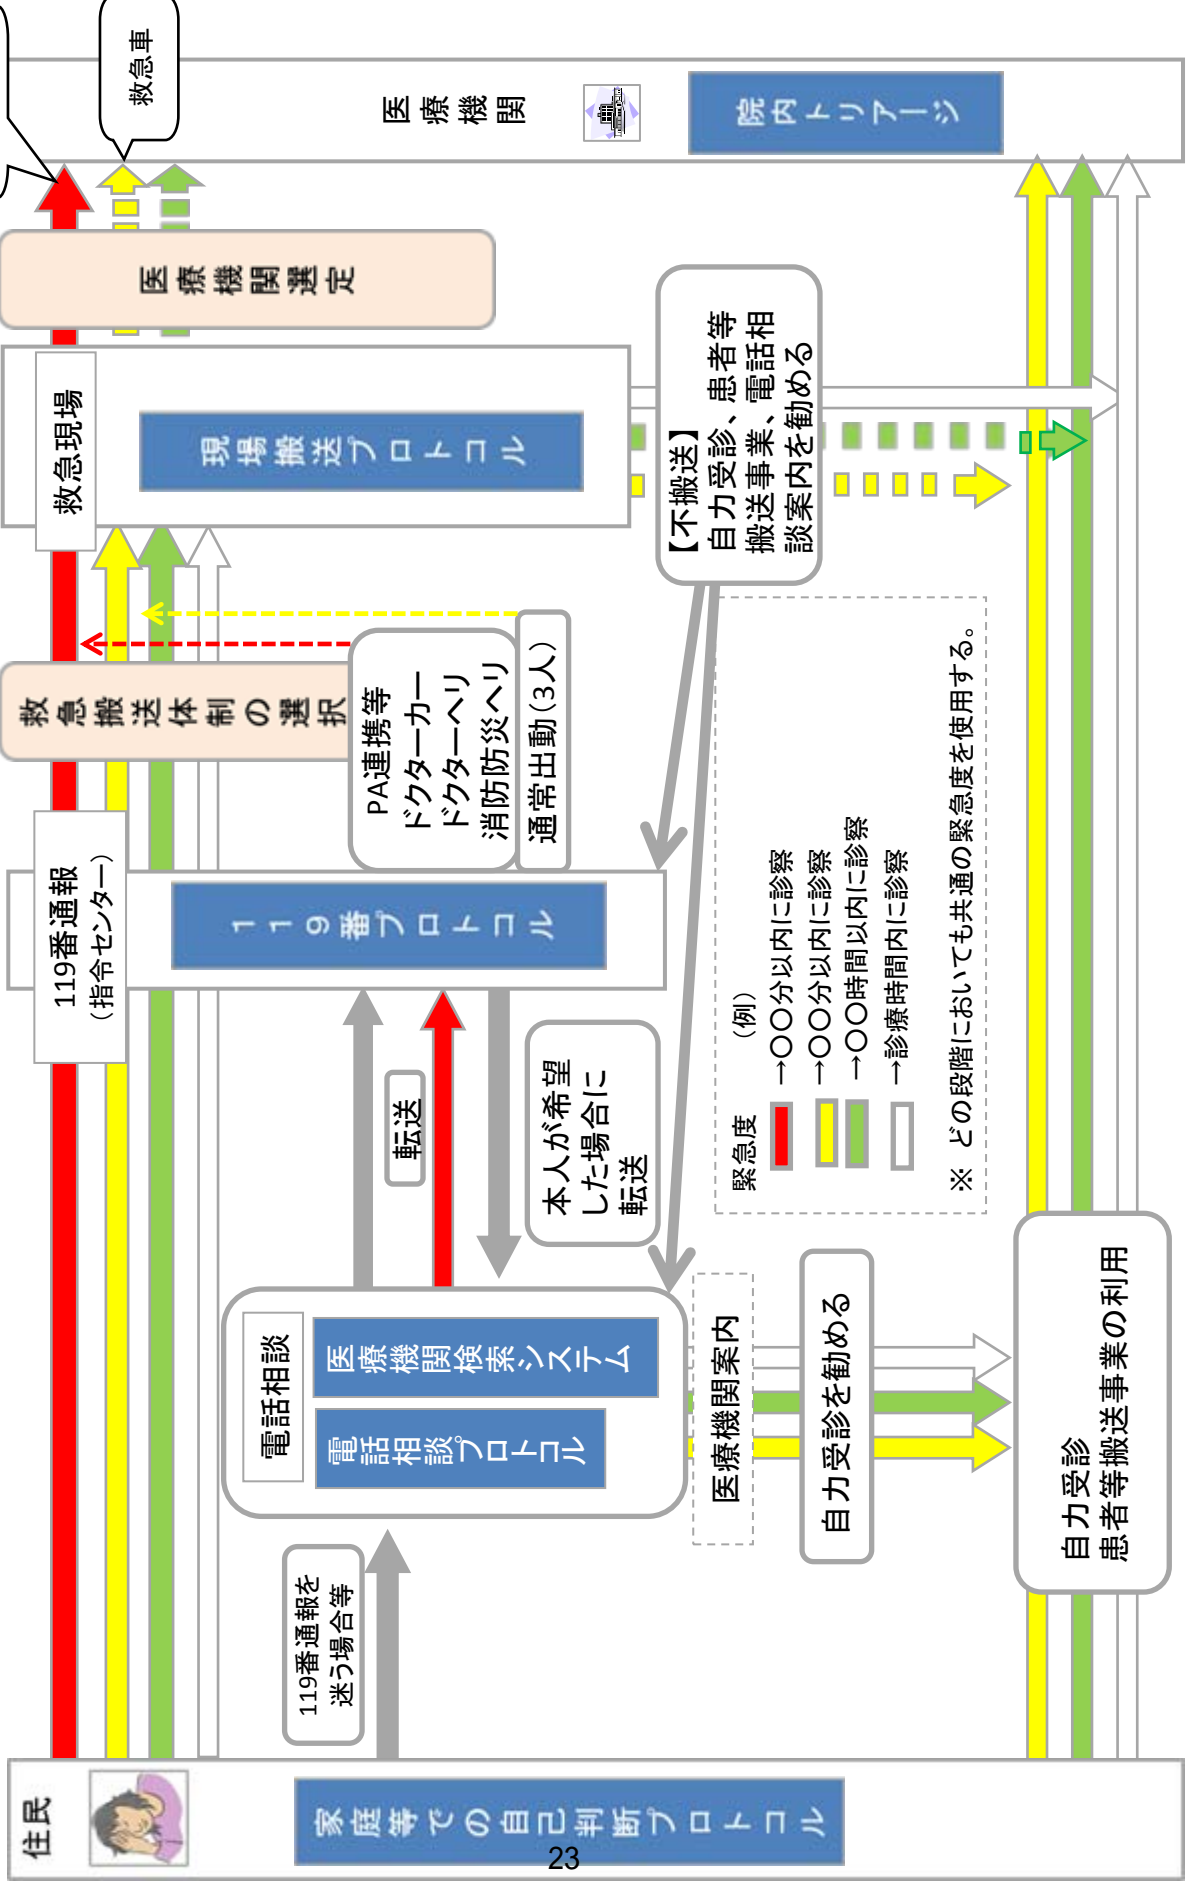 住民
家庭等での自己判断プロトコル
119番通報を
迷う場合等
電話相談
医療機関検索システム
電話相談プロトコル
医療機関案内
自力受診を勧める
自力受診
患者等搬送事業の利用
転送
本人が希望
した場合に
転送
119番通報
（指令センター）
119番プロトコル
救急搬送体制の選択
PA連携等
ドクターカー
ドクターヘリ
消防防災ヘリ
通常出動（3人）
救急現場
現場搬送プロトコル
【不搬送】
自力受診、患者等
搬送事業、電話相
談案内を勧める
医療機関選定
救急車
医療機関
院内トリアージ
緊急度　（例）
→〇〇分以内に診察
→〇〇分以内に診察
→〇〇時間以内に診察
→診療時間内に診察
※ どの段階においても共通の緊急度を使用する。
23